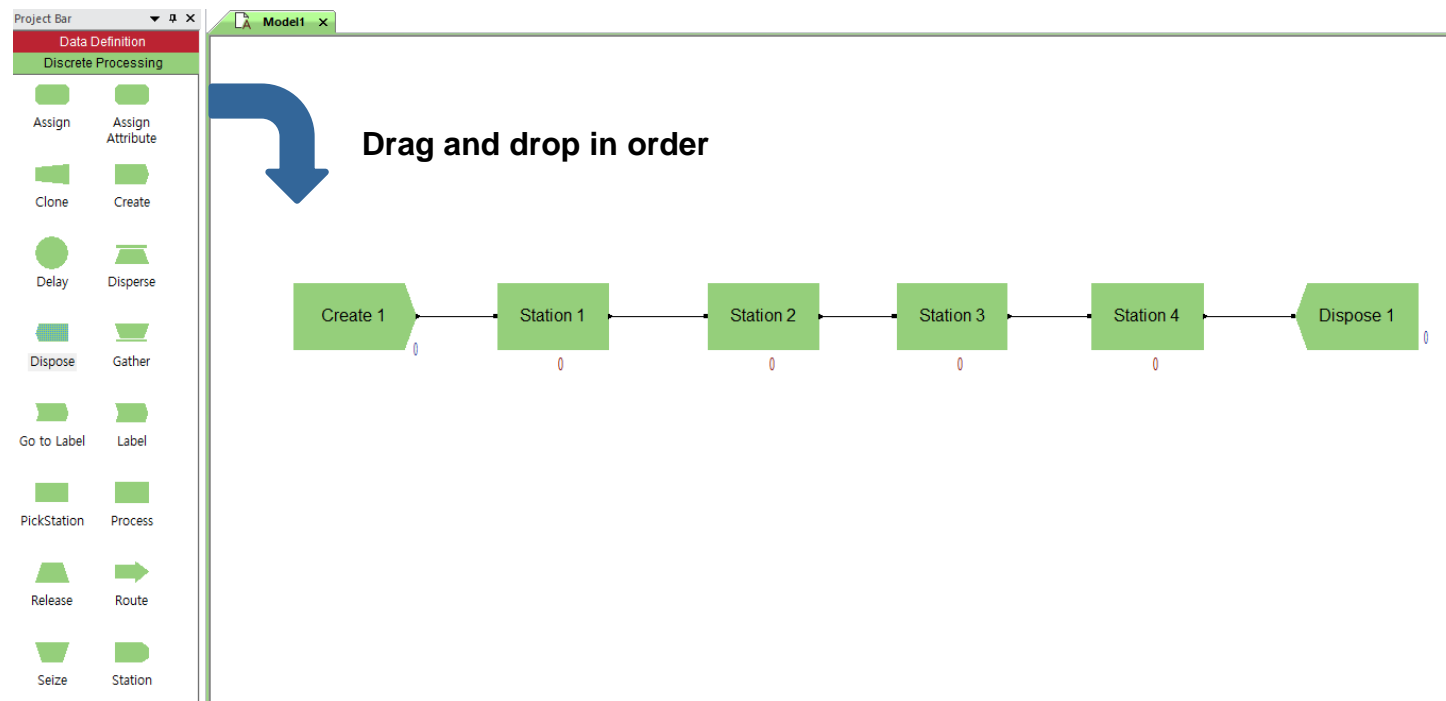 Project Bar
Model1
Data Definition
Discrete Processing
Assign
Assign
Attribute
Clone
Create
Delay
Disperse
Dispose
Gather
Go to Label
Label
PickStation
Process
Release
Route
Seize
Station
Drag and drop in order
Create 1
Station 1
Station 2
Station 3
Station 4
Dispose 1
0
0
0
0
0
0